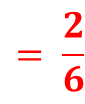 = 2/6